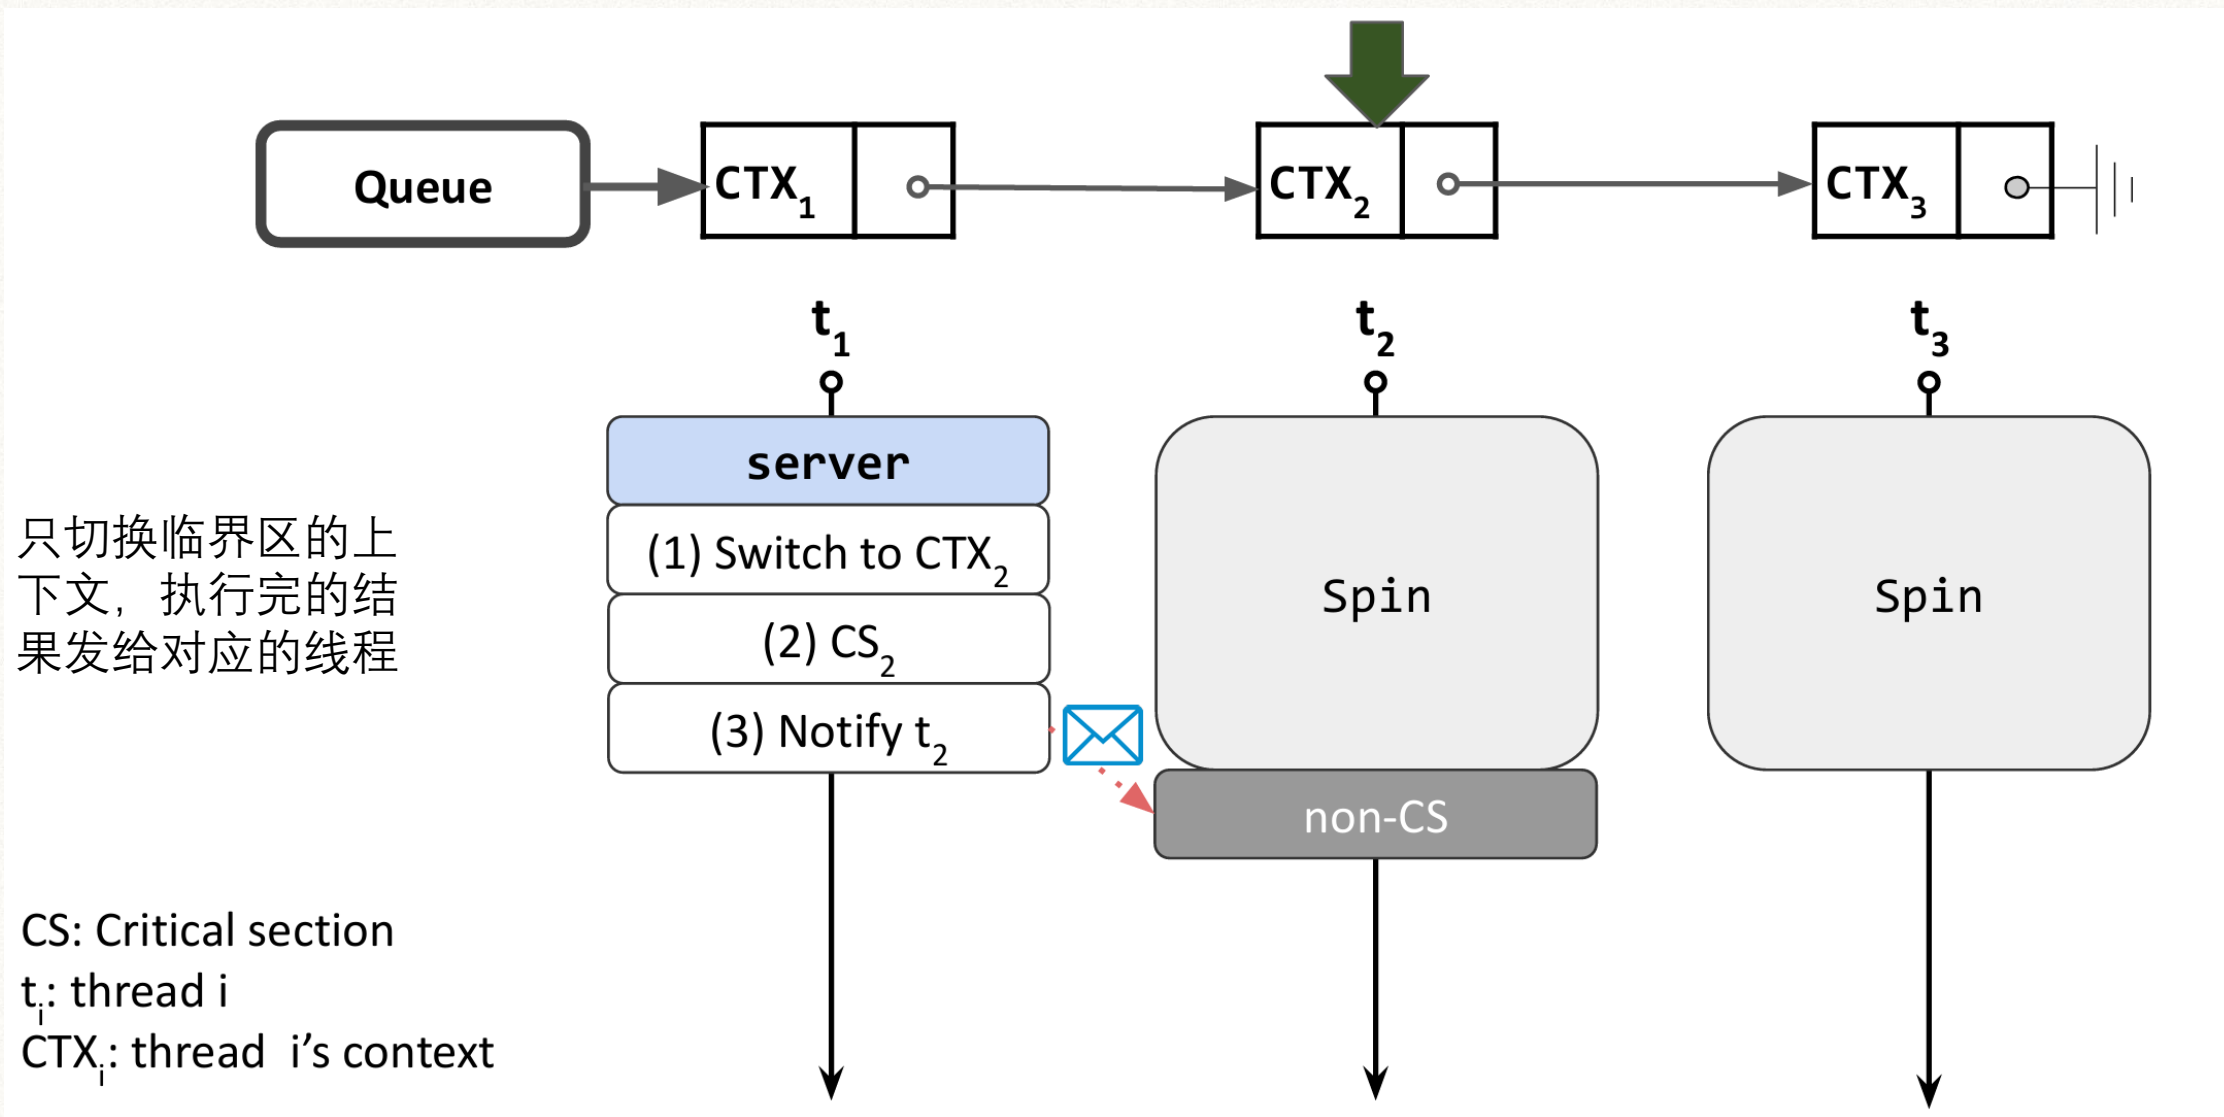 Queue
CTX1
CTX2
CTX3
t1
t2
t3
server
(1) Switch to CTX2
(2) CS2
(3) Notify t2
Spin
non-CS
Spin
只切换临界区的上
下文，执行完的结
果发给对应的线程
CS: Critical section
ti: thread i
CTXi: thread i’s context